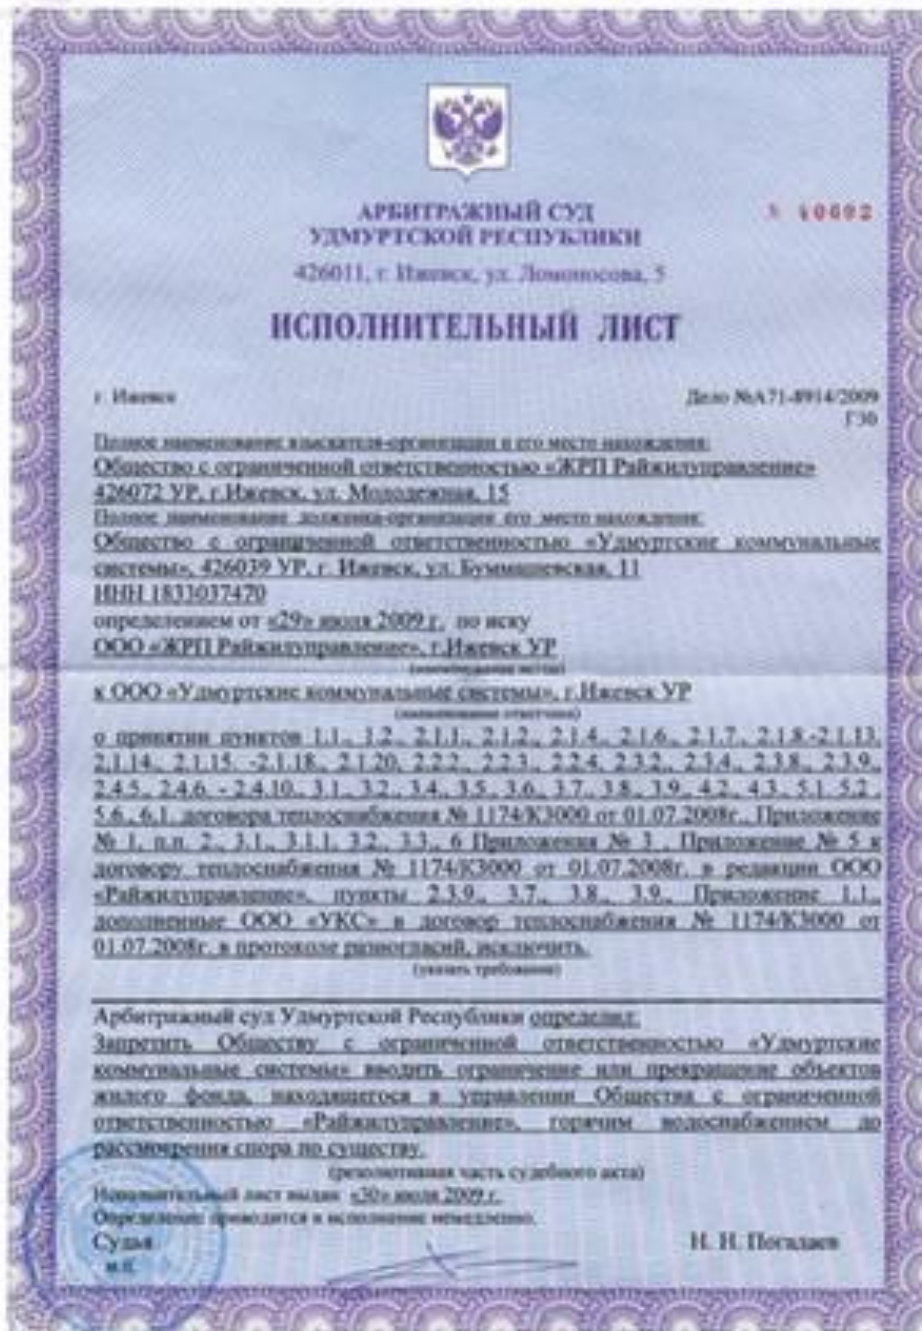 АРБИТРАЖНЫЙ СУД
УДМУРТСКОЙ РЕСПУБЛИКИ
426011, г. Ижевск, ул. Ломоносова, 5
ИСПОЛНИТЕЛЬНЫЙ ЛИСТ
г. Ижевск
Дело №А71-8914/2009
Полное наименование взыскателя-организации и его место нахождения:
Общество с ограниченной ответственностью «ЖРП Райжилуправление»
426072 УР, г.Ижевск, ул. Молодежная, 15
Полное наименование должника-организации его место нахождения:
Общество с ограниченной ответственностью «Удмуртские коммунальные
системы», 426039 УР, г. Ижевск, ул. Буммашевская, 11
ИНН 1833037470
определением от «29» июля 2009 г. по иску
ООО «ЖРП Райжилуправление», г.Ижевск УР
(наименование истца)
к ООО «Удмуртские коммунальные системы», г.Ижевск УР
(наименование ответчика)
о принятии пунктов 1.1., 1.2., 2.1.1., 2.1.2., 2.1.4., 2.1.6., 2.1.7., 2.1.8.-2.1.13,
2.1.14., 2.1.15. -2.1.18., 2.1.20, 2.2.2., 2.2.3., 2.2.4, 2.3.2., 2.3.4., 2.3.8., 2.3.9.,
2.4.5., 2.4.6. - 2.4.10., 3.1., 3.2., 3.4., 3.5., 3.6., 3.7., 3.8., 3.9., 4.2., 4.3., 5.1., 5.2.,
5.6., 6.1. договора теплоснабжения № 1174/К3000 от 01.07.2008г., Приложение
№ 1, п.п. 2., 3.1., 3.1.1, 3.2., 3.3., 6 Приложения № 3 , Приложение № 5 к
договору теплоснабжения № 1174/К3000 от 01.07.2008г. в редакции ООО
«Райжилуправление», пункты 2.3.9., 3.7., 3.8., 3.9., Приложение 1.1.,
дополненные ООО «УКС» в договор теплоснабжения № 1174/К3000 от
01.07.2008г. в протоколе разногласий, исключить.
(указать требования)
Арбитражный суд Удмуртской Республики определил:
Запретить Обществу с ограниченной ответственностью «Удмуртские
коммунальные системы» вводить ограничение или прекращение объектов
жилого фонда, находящегося в управлении Общества с ограниченной
ответственностью «Райжилуправление», горячим водоснабжением до
рассмотрения спора по существу.
(резолютивная часть судебного акта)
Исполнительный лист выдан «30» июля 2009 г.
Определение приводится в исполнение немедленно.
Судья
Н. Н. Погадаев
м.п.